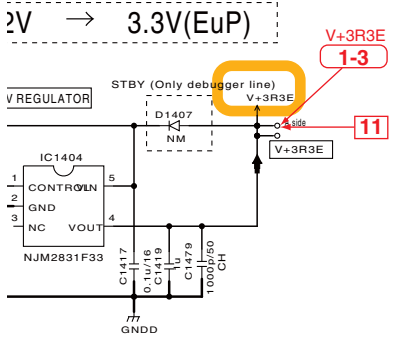 2V → 3.3V(EuP)
V+3R3E
1-3
STBY (Only debugger line)
V+3R3E
V REGULATOR
D1407
NM
side
11
V+3R3E
IC1404
1 CONTROL VIN 5
2 GND
3 NC VOUT 4
NJM2831F33
C1417
0.1u/16
C1419
1u
C1479
1000p/50
CH
GNDD